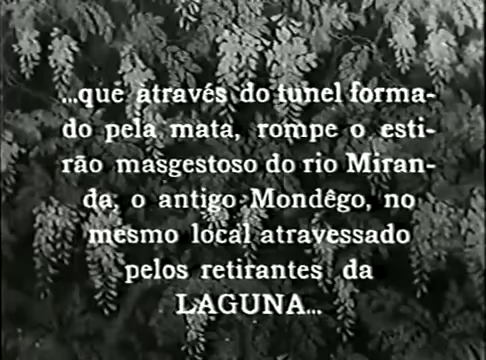 ...que através do tunel forma-
do pela mata, rompe o esti-
rão masgestoso do rio Miran-
da, o antigo Mondêgo, no
mesmo local atravessado
pelos retirantes da
LAGUNA...